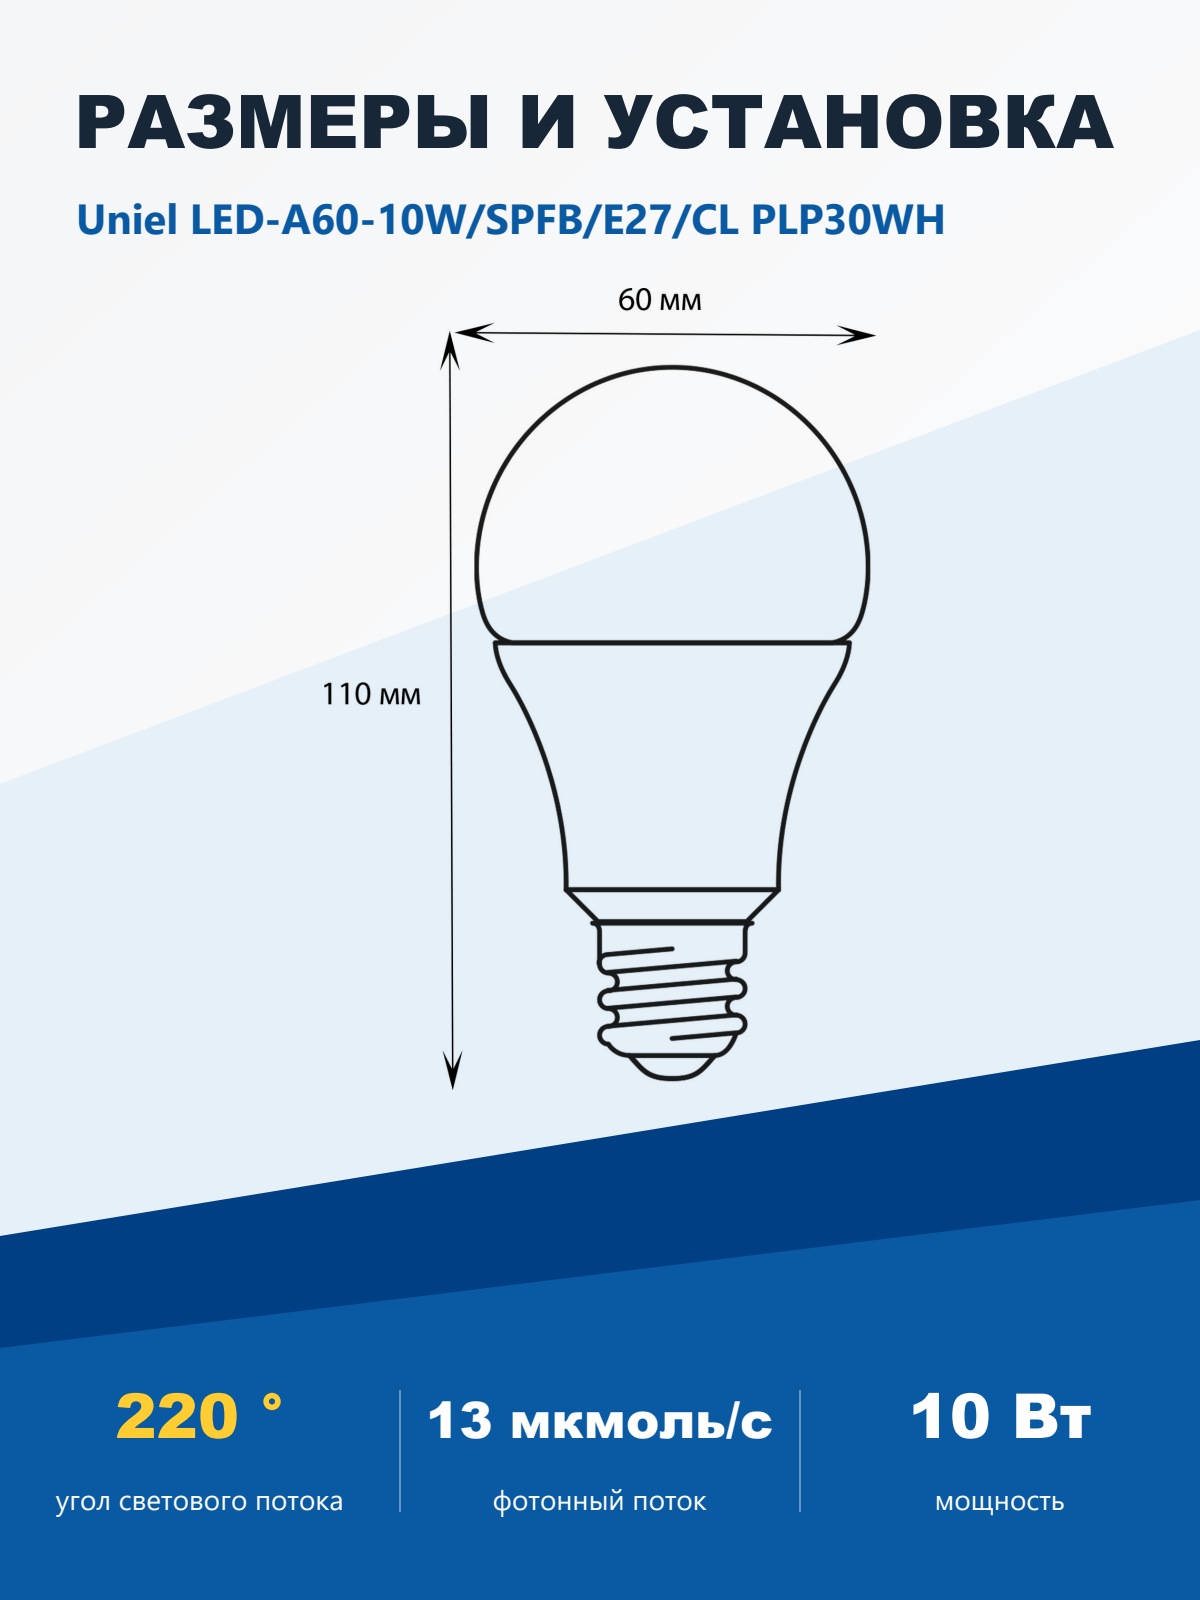 РАЗМЕРЫ И УСТАНОВКА
Uniel LED-A60-10W/SPFB/E27/CL PLP30WH
60 мм
110 мм
220 °
13 мкмоль/с
10 Вт
угол светового потока
фотонный поток
мощность